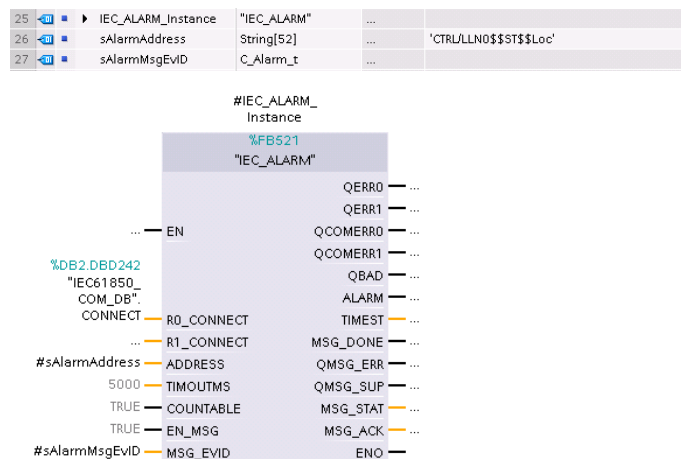 25 IEC_ALARM_Instance "IEC_ALARM" ...
26 sAlarmAddress String[52] ... 'CTRL/LLN0$$ST$$Loc'
27 sAlarmMsgEvID C_Alarm_t ...
#IEC_ALARM_
Instance
%FB521
"IEC_ALARM"
QERR0 ...
QERR1 ...
... EN QCOMERR0 ...
QCOMERR1 ...
%DB2.DBD242
QBAD ...
"IEC61850_
COM_DB".
ALARM ...
CONNECT R0_CONNECT TIMEST ...
... R1_CONNECT MSG_DONE ...
#sAlarmAddress ADDRESS QMSG_ERR ...
5000 TIMOUTMS QMSG_SUP ...
TRUE COUNTABLE MSG_STAT ...
TRUE EN_MSG MSG_ACK ...
#sAlarmMsgEvID MSG_EVID ENO